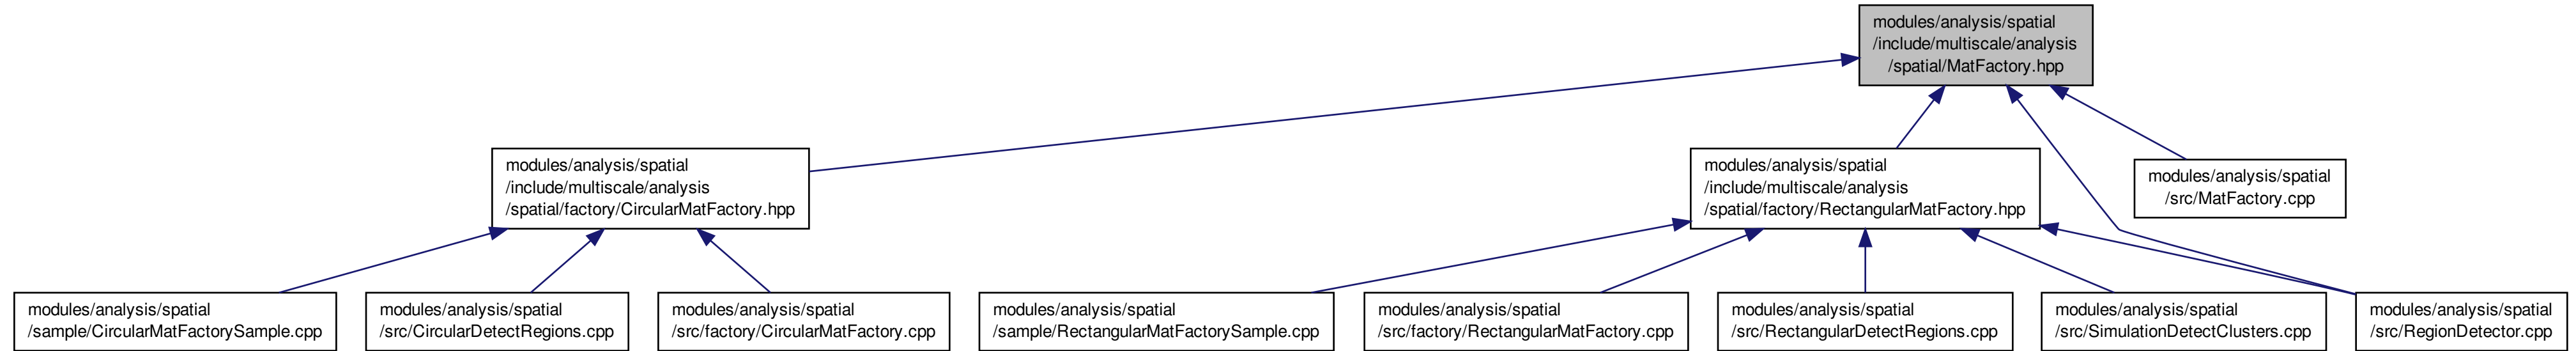 modules/analysis/spatial
/include/multiscale/analysis
/spatial/MatFactory.hpp
modules/analysis/spatial
/include/multiscale/analysis
/spatial/factory/CircularMatFactory.hpp
modules/analysis/spatial
/include/multiscale/analysis
/spatial/factory/RectangularMatFactory.hpp
modules/analysis/spatial
/src/MatFactory.cpp
modules/analysis/spatial
/sample/CircularMatFactorySample.cpp
modules/analysis/spatial
/src/CircularDetectRegions.cpp
modules/analysis/spatial
/src/factory/CircularMatFactory.cpp
modules/analysis/spatial
/sample/RectangularMatFactorySample.cpp
modules/analysis/spatial
/src/factory/RectangularMatFactory.cpp
modules/analysis/spatial
/src/RectangularDetectRegions.cpp
modules/analysis/spatial
/src/SimulationDetectClusters.cpp
modules/analysis/spatial
/src/RegionDetector.cpp